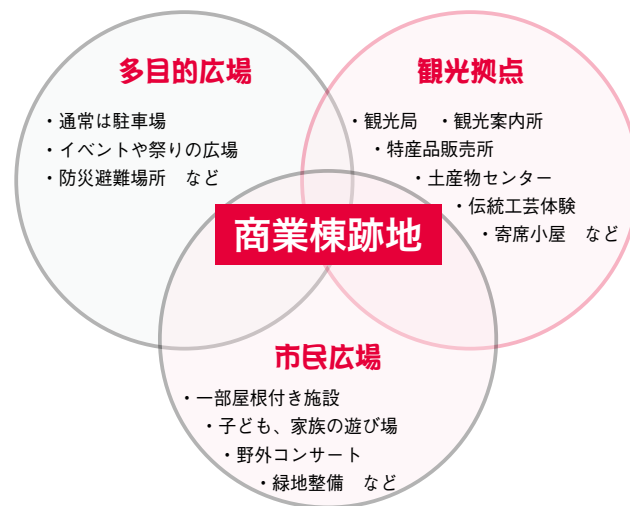 多目的広場
・通常は駐車場
・イベントや祭りの広場
・防災避難場所　など
観光拠点
・観光局　・観光案内所
・特産品販売所
・土産物センター
・伝統工芸体験
・寄席小屋　など
商業棟跡地
市民広場
・一部屋根付き施設
・子ども、家族の遊び場
・野外コンサート
・緑地整備　など